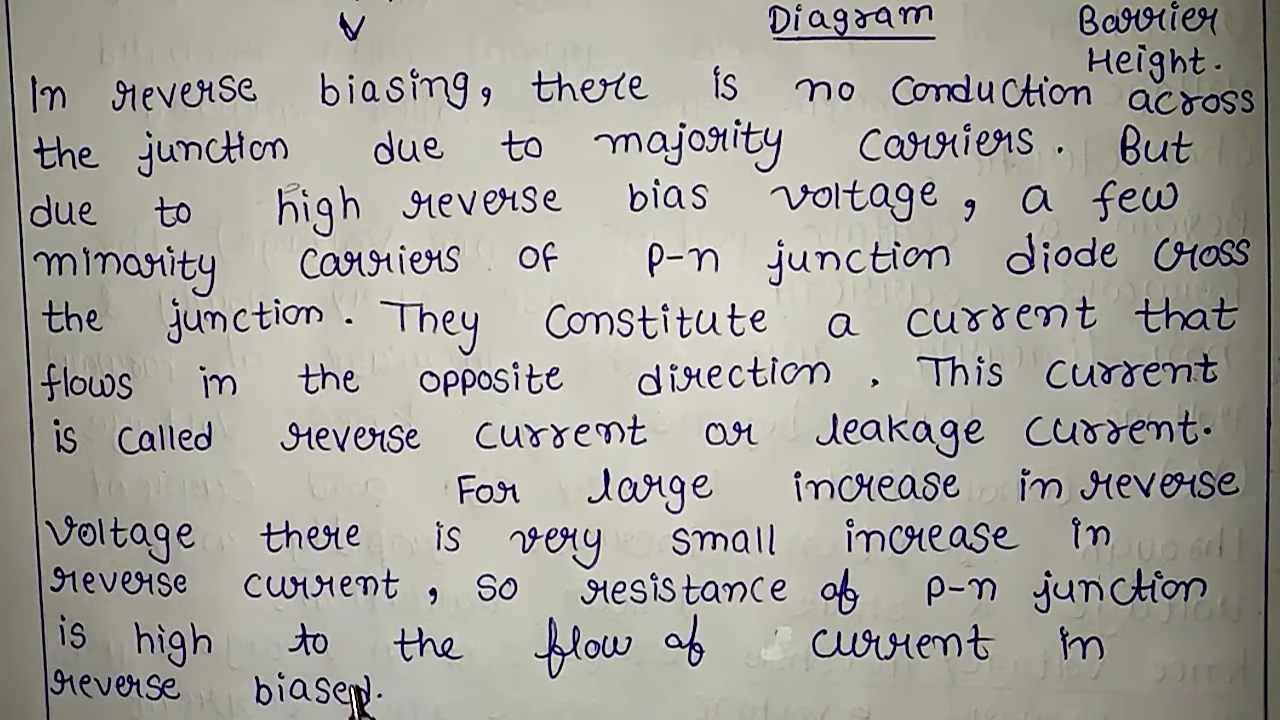 V Diagram Barrier
Height.
In reverse biasing, there is no conduction across
the junction due to majority carriers. But
due to high reverse bias voltage, a few
minority carriers of p-n junction diode cross
the junction. They constitute a current that
flows in the opposite direction. This current
is called reverse current or leakage current.
For large increase in reverse
voltage there is very small increase in
reverse current, so resistance of p-n junction
is high to the flow of current in
reverse biased.